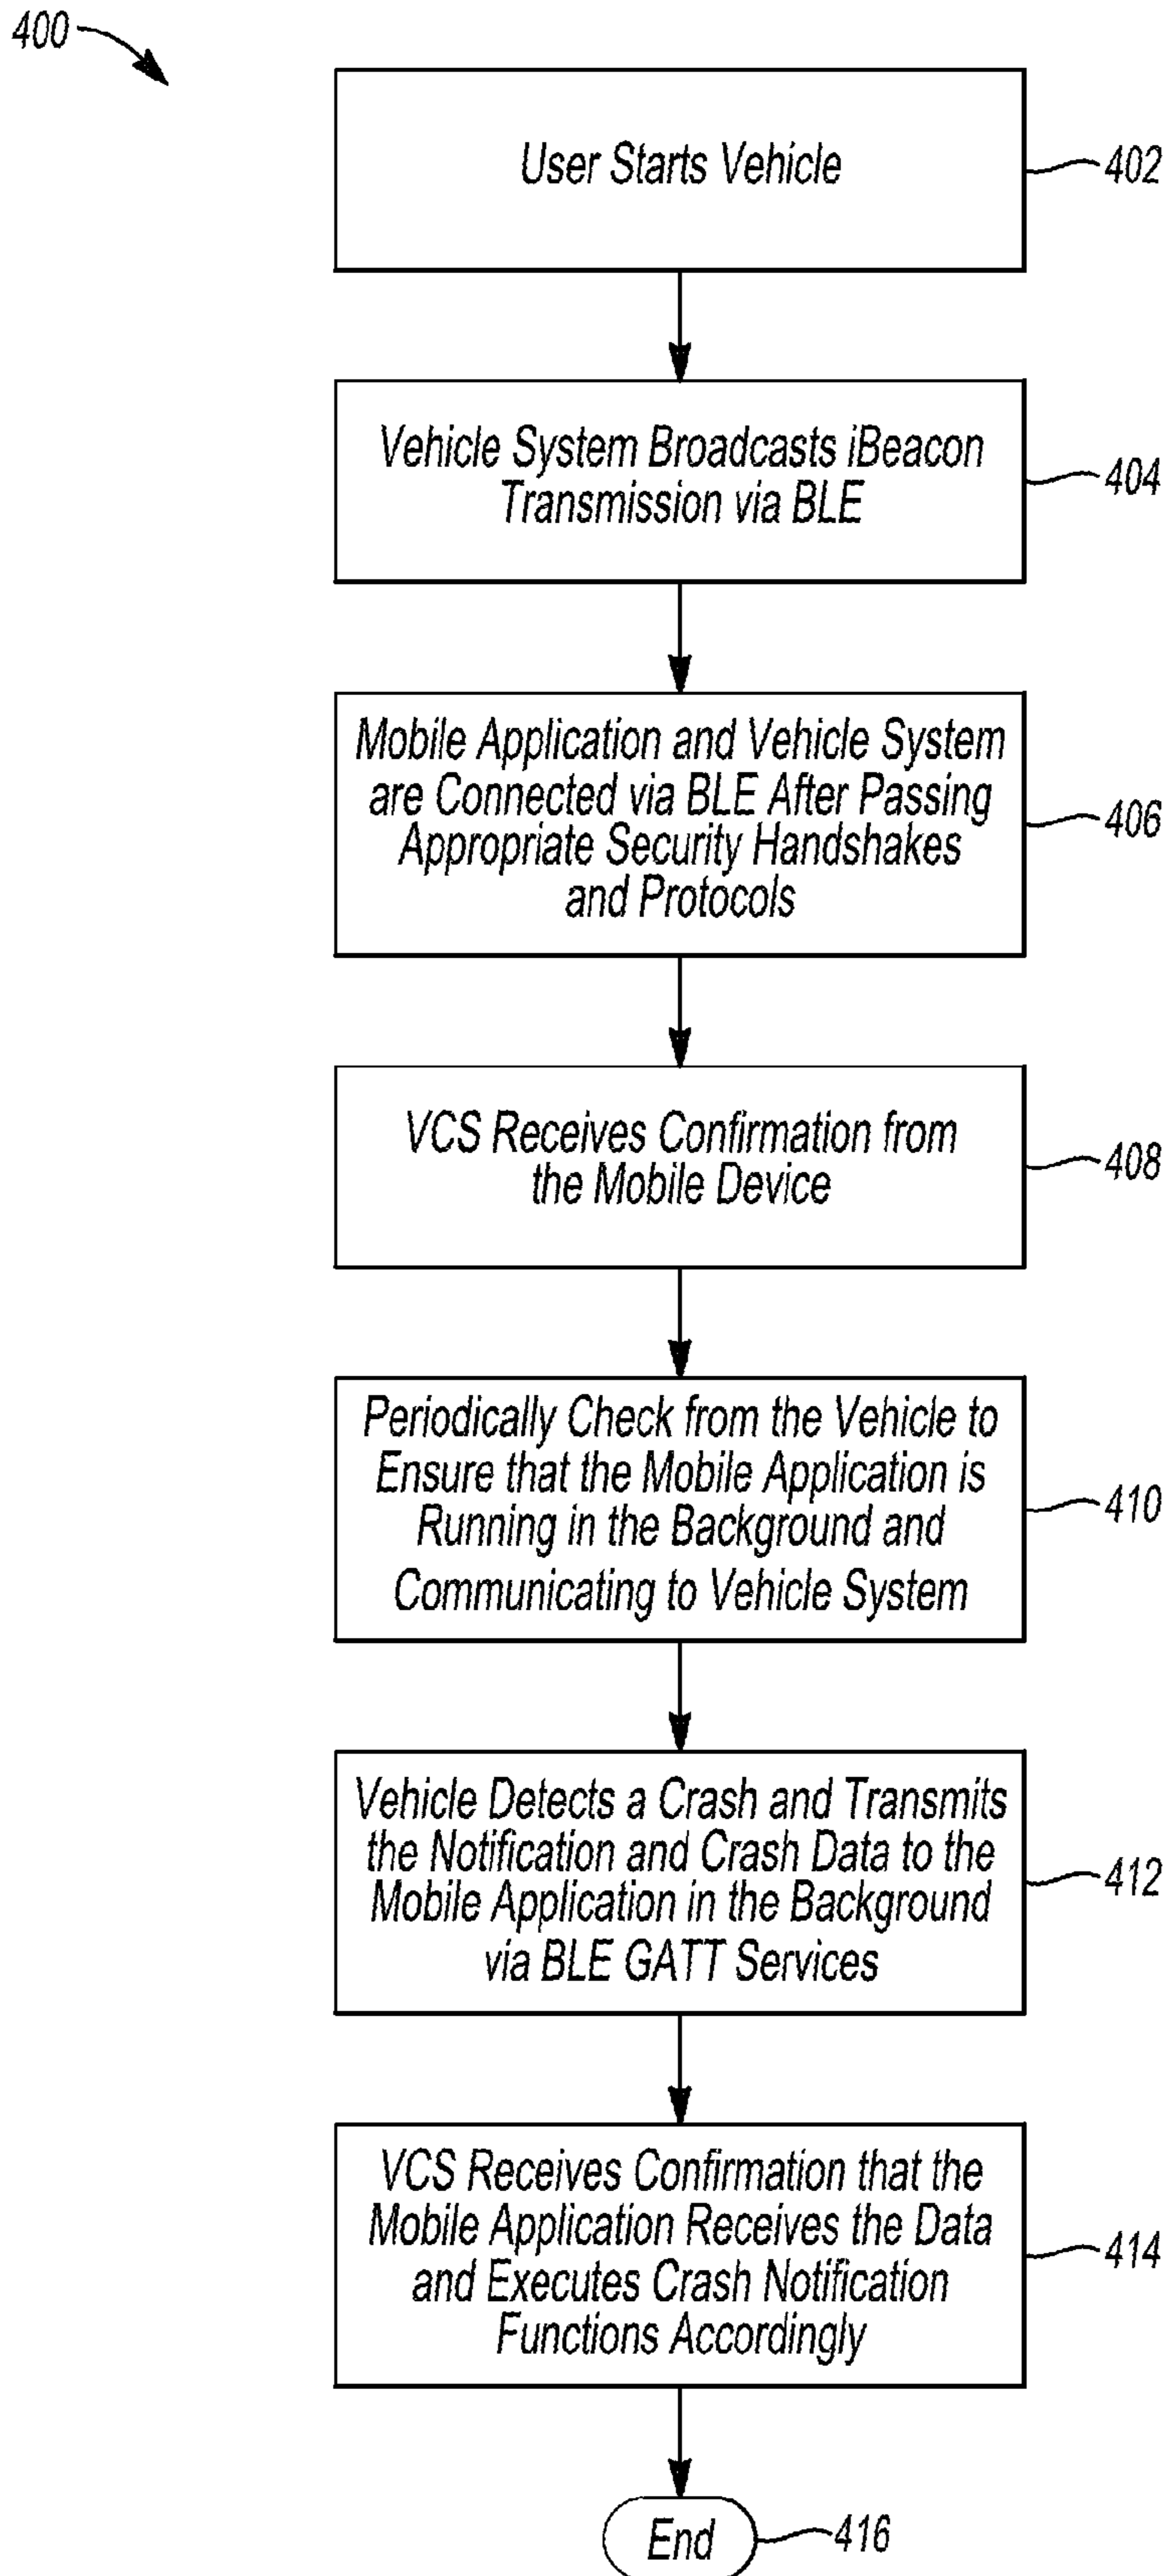 400
User Starts Vehicle
402
Vehicle System Broadcasts iBeacon
Transmission via BLE
404
Mobile Application and Vehicle System
are Connected via BLE After Passing
Appropriate Security Handshakes
and Protocols
406
VCS Receives Confirmation from
the Mobile Device
408
Periodically Check from the Vehicle to
Ensure that the Mobile Application is
Running in the Background and
Communicating to Vehicle System
410
Vehicle Detects a Crash and Transmits
the Notification and Crash Data to the
Mobile Application in the Background
via BLE GATT Services
412
VCS Receives Confirmation that the
Mobile Application Receives the Data
and Executes Crash Notification
Functions Accordingly
414
End
416